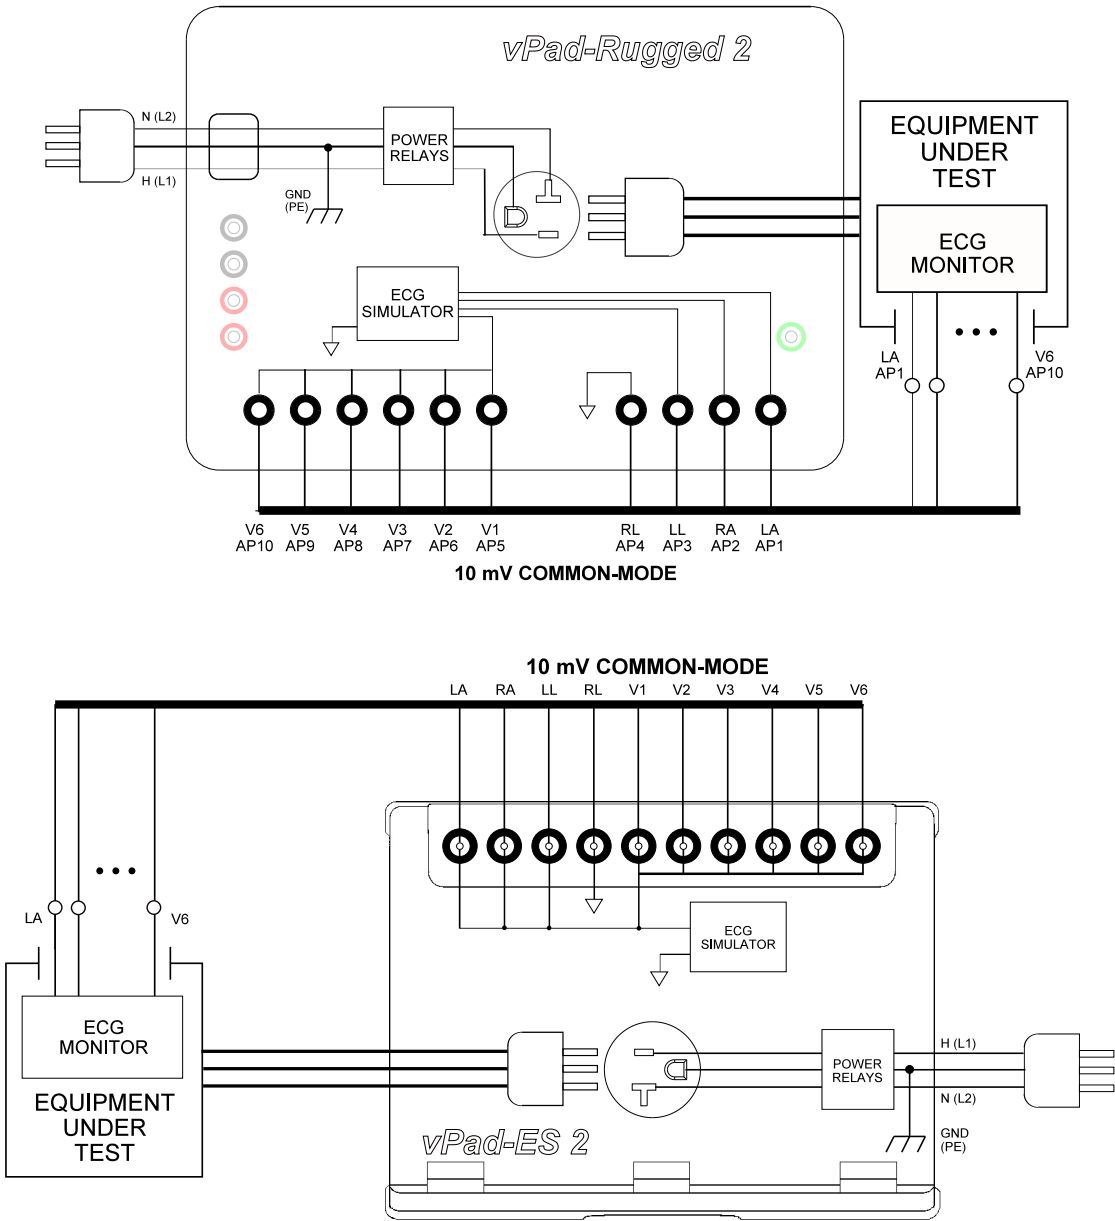 vPad-Rugged 2
N (L2)
H (L1)
GND
(PE)
POWER
RELAYS
EQUIPMENT
UNDER
TEST
ECG
MONITOR
ECG
SIMULATOR
LA
AP1
V6
AP10
V6 V5 V4 V3 V2 V1 RL LL RA LA
AP10 AP9 AP8 AP7 AP6 AP5 AP4 AP3 AP2 AP1
10 mV COMMON-MODE
10 mV COMMON-MODE
LA RA LL RL V1 V2 V3 V4 V5 V6
LA
V6
ECG
SIMULATOR
ECG
MONITOR
EQUIPMENT
UNDER
TEST
POWER
RELAYS
H (L1)
N (L2)
GND
(PE)
vPad-ES 2